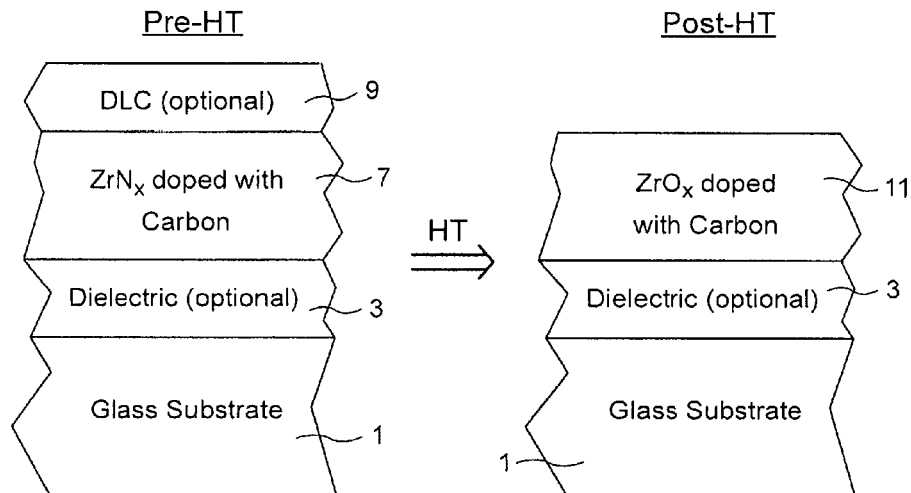 Pre-HT
DLC (optional)
9
ZrNx doped with
Carbon
7
Dielectric (optional)
3
Glass Substrate
1
HT
Post-HT
ZrOx doped
with Carbon
11
Dielectric (optional)
3
Glass Substrate
1